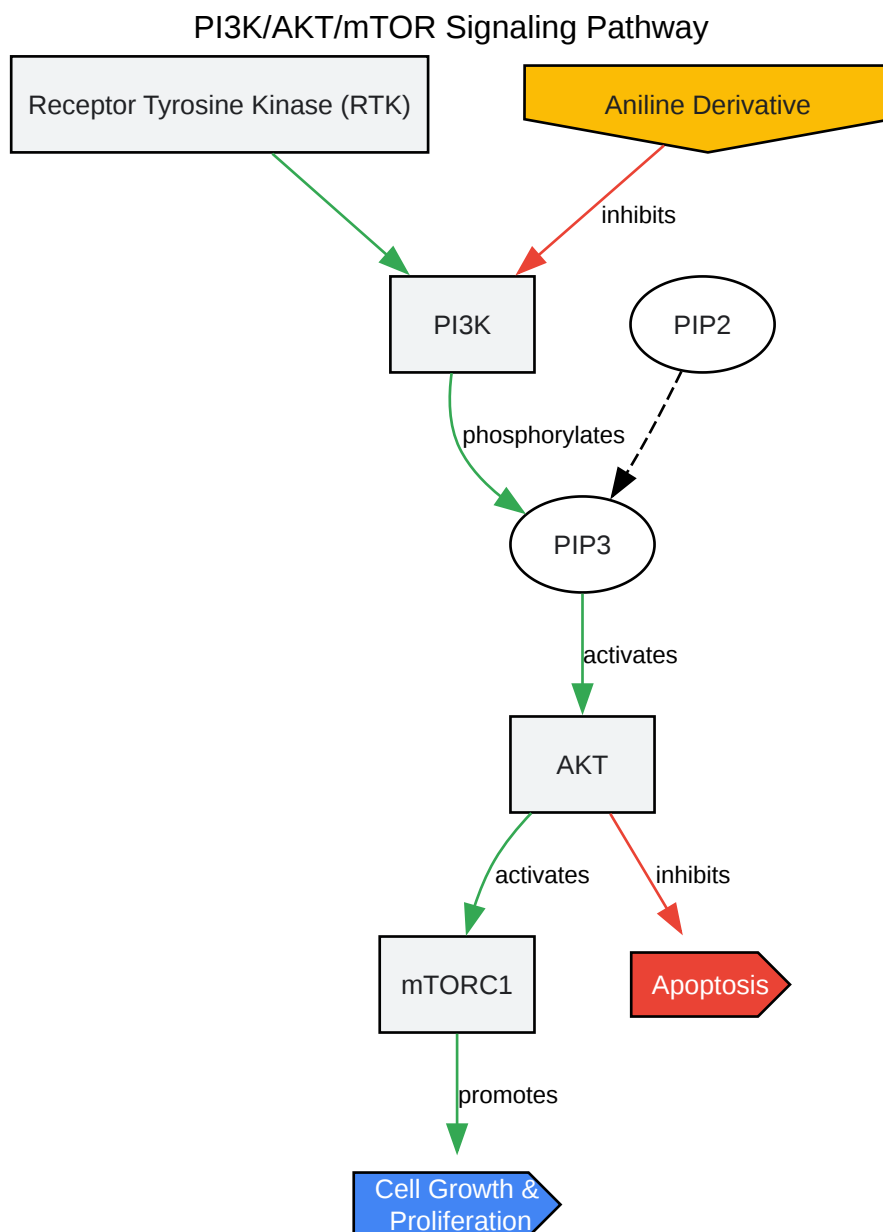 PI3K/AKT/mTOR Signaling Pathway
Receptor Tyrosine Kinase (RTK)
Aniline Derivative
inhibits
PI3K
PIP2
phosphorylates
PIP3
activates
AKT
activates
inhibits
mTORC1
Apoptosis
promotes
Cell Growth &
Proliferation